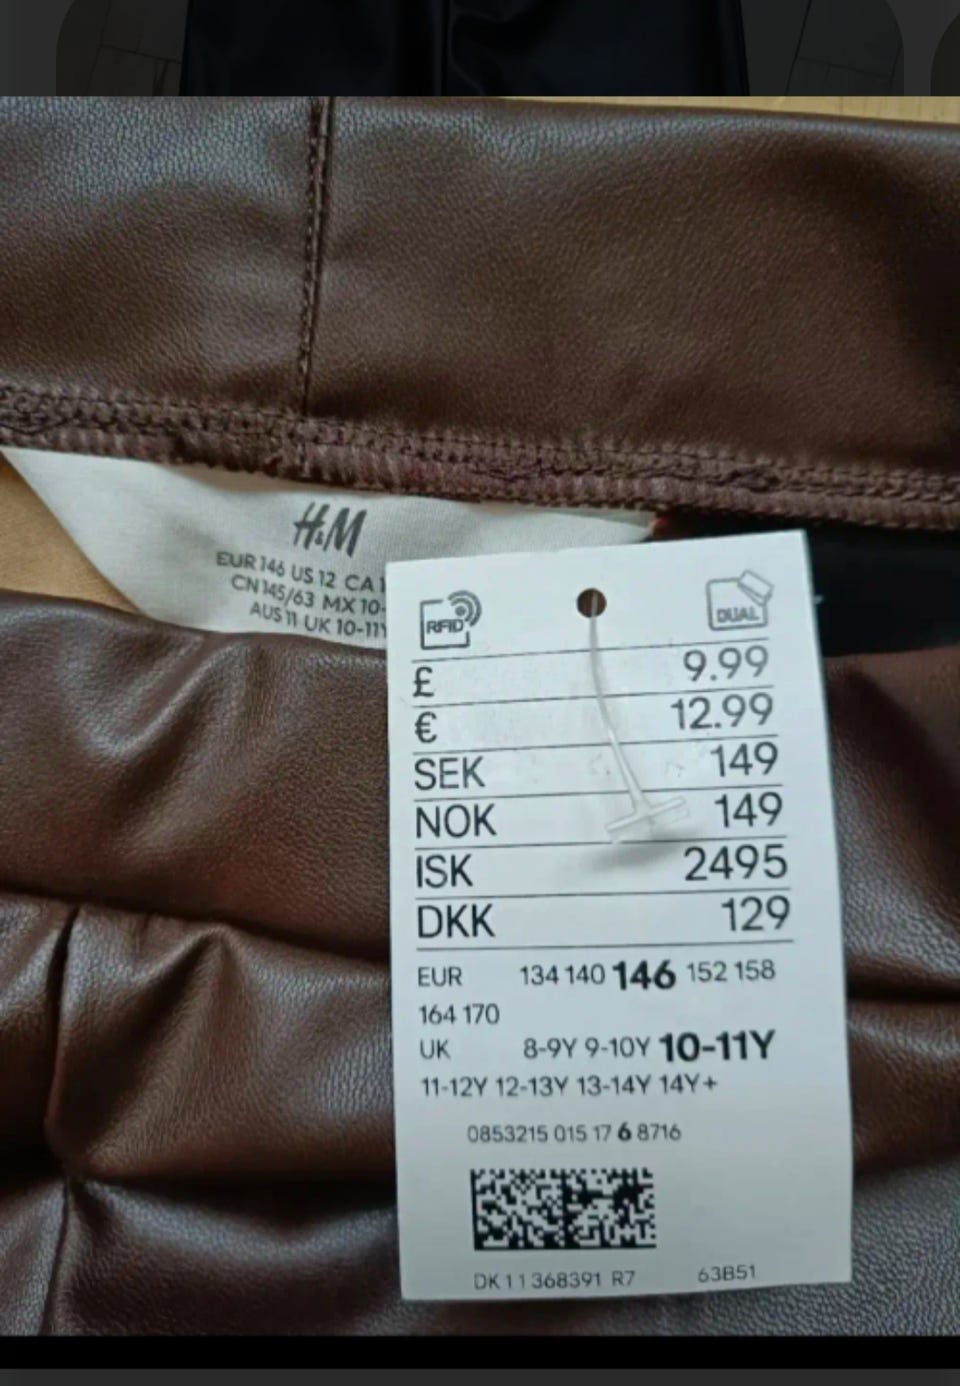 H&M
EUR 146 US 12 CA
CN 145/63 MX 10-
AUS 11 UK 10-11Y
RFID
DUAL
£ 9.99
€ 12.99
SEK 149
NOK 149
ISK 2495
DKK 129
EUR 134 140 146 152 158
164 170
UK 8-9Y 9-10Y 10-11Y
11-12Y 12-13Y 13-14Y 14Y+
0853215 015 17 6 8716
DK11368391 R7 63B51